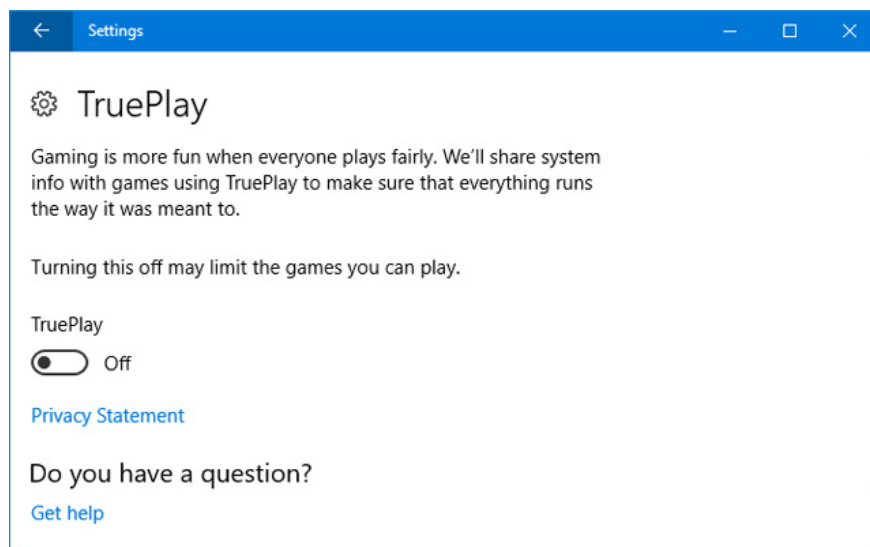 Settings
TruePlay
Gaming is more fun when everyone plays fairly. We’ll share system
info with games using TruePlay to make sure that everything runs
the way it was meant to.
Turning this off may limit the games you can play.
TruePlay
Off
Privacy Statement
Do you have a question?
Get help